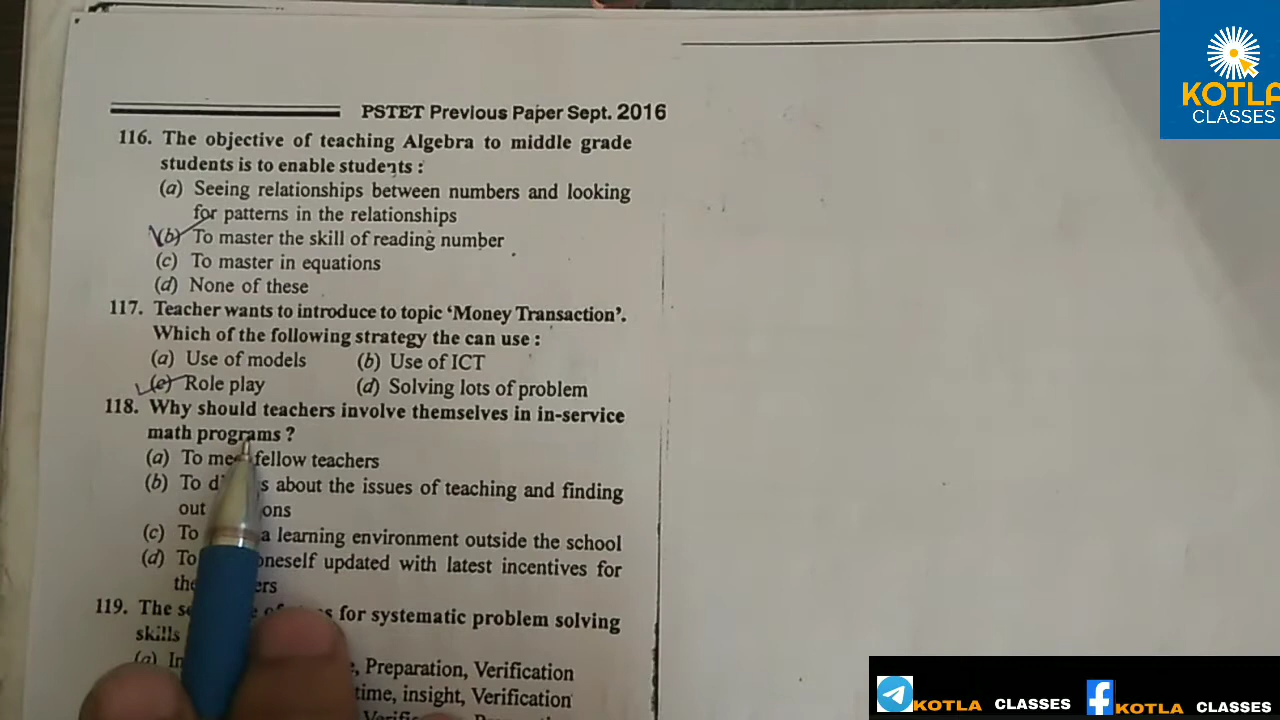 KOTLA
CLASSES
PSTET Previous Paper Sept. 2016
116. The objective of teaching Algebra to middle grade
students is to enable students :
(a) Seeing relationships between numbers and looking
for patterns in the relationships
(b) To master the skill of reading number
(c) To master in equations
(d) None of these
117. Teacher wants to introduce to topic ‘Money Transaction’.
Which of the following strategy the can use :
(a) Use of models (b) Use of ICT
(c) Role play (d) Solving lots of problem
118. Why should teachers involve themselves in in-service
math programs ?
(a) To fellow teachers
(b) To about the issues of teaching and finding
out
(c) To a learning environment outside the school
(d) To oneself updated with latest incentives for
119. The for systematic problem solving
skills
(a) Preparation, Verification
time, insight, Verification
KOTLA CLASSES
KOTLA CLASSES